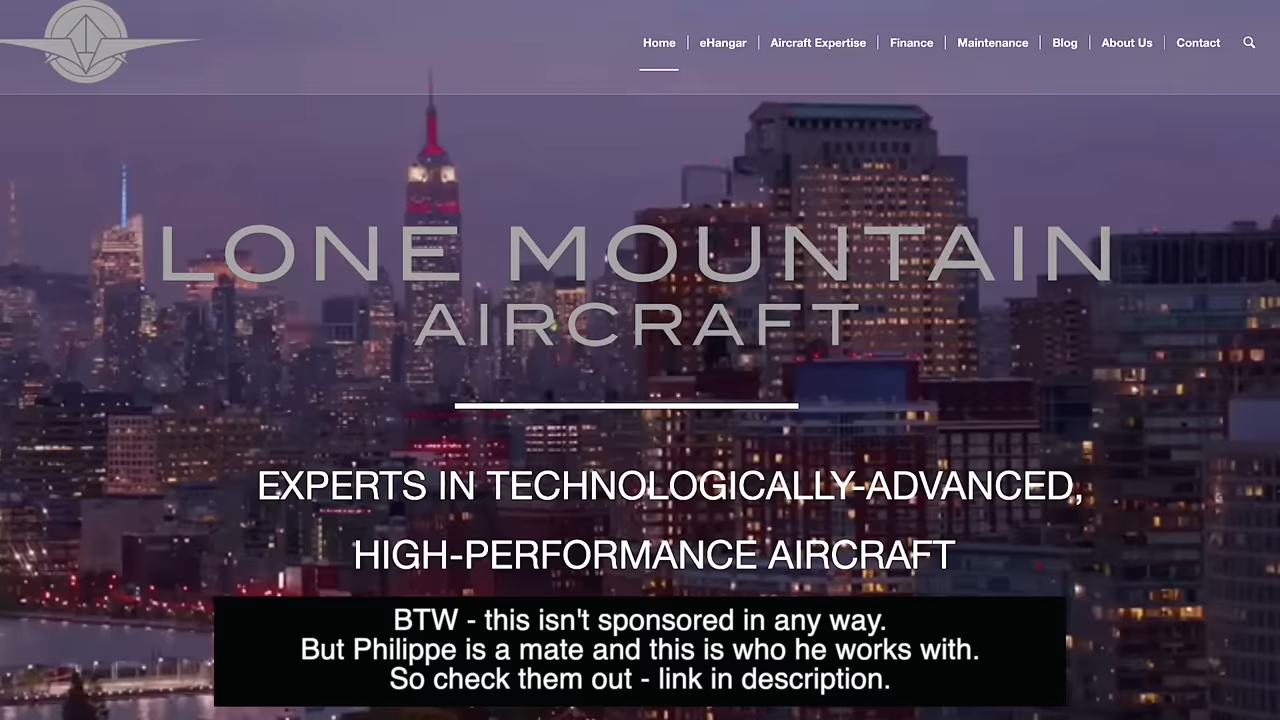 Home
eHangar
Aircraft Expertise
Finance
Maintenance
Blog
About Us
Contact
LONE MOUNTAIN
AIRCRAFT
EXPERTS IN TECHNOLOGICALLY-ADVANCED,
HIGH-PERFORMANCE AIRCRAFT
BTW - this isn't sponsored in any way.
But Philippe is a mate and this is who he works with.
So check them out - link in description.